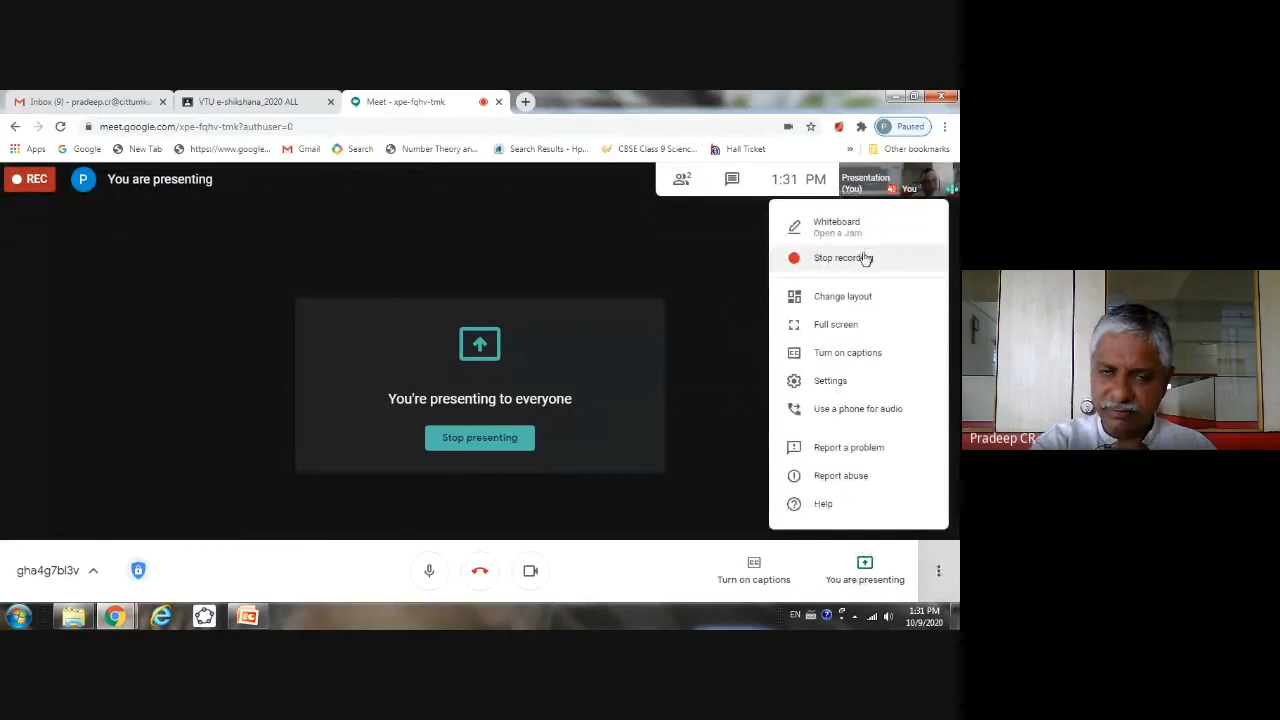 Inbox (9) - pradeep.cr@cittumku
VTU e-shikshana_2020 ALL
Meet - xpe-fqhv-tmk
meet.google.com/xpe-fqhv-tmk?authuser=0
P Paused
Apps
Google
New Tab
https://www.google...
Gmail
Search
Number Theory an...
Search Results - Hp...
CBSE Class 9 Scienc...
Hall Ticket
»
Other bookmarks
REC
P
You are presenting
2
1:31 PM
Presentation
(You)
You
Whiteboard
Open a Jam
Stop recording
Change layout
Full screen
Turn on captions
Settings
Use a phone for audio
Report a problem
Report abuse
Help
You're presenting to everyone
Stop presenting
Pradeep CR
gha4g7bl3v
Turn on captions
You are presenting
EN
1:31 PM
10/9/2020